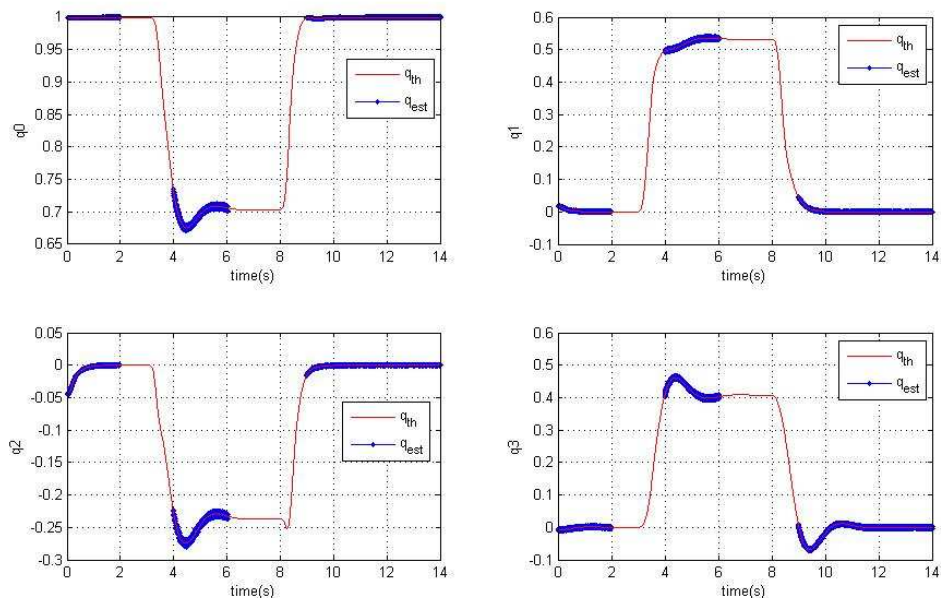 1
0.95
0.9
0.85
0.8
0.75
0.7
0.65
q0
q_th
q_est
0 2 4 6 8 10 12 14
time(s)
0.6
0.5
0.4
0.3
0.2
0.1
0
-0.1
q1
q_th
q_est
0 2 4 6 8 10 12 14
time(s)
0.05
0
-0.05
-0.1
-0.15
-0.2
-0.25
-0.3
q2
q_th
q_est
0 2 4 6 8 10 12 14
time(s)
0.6
0.5
0.4
0.3
0.2
0.1
0
-0.1
q3
q_th
q_est
0 2 4 6 8 10 12 14
time(s)